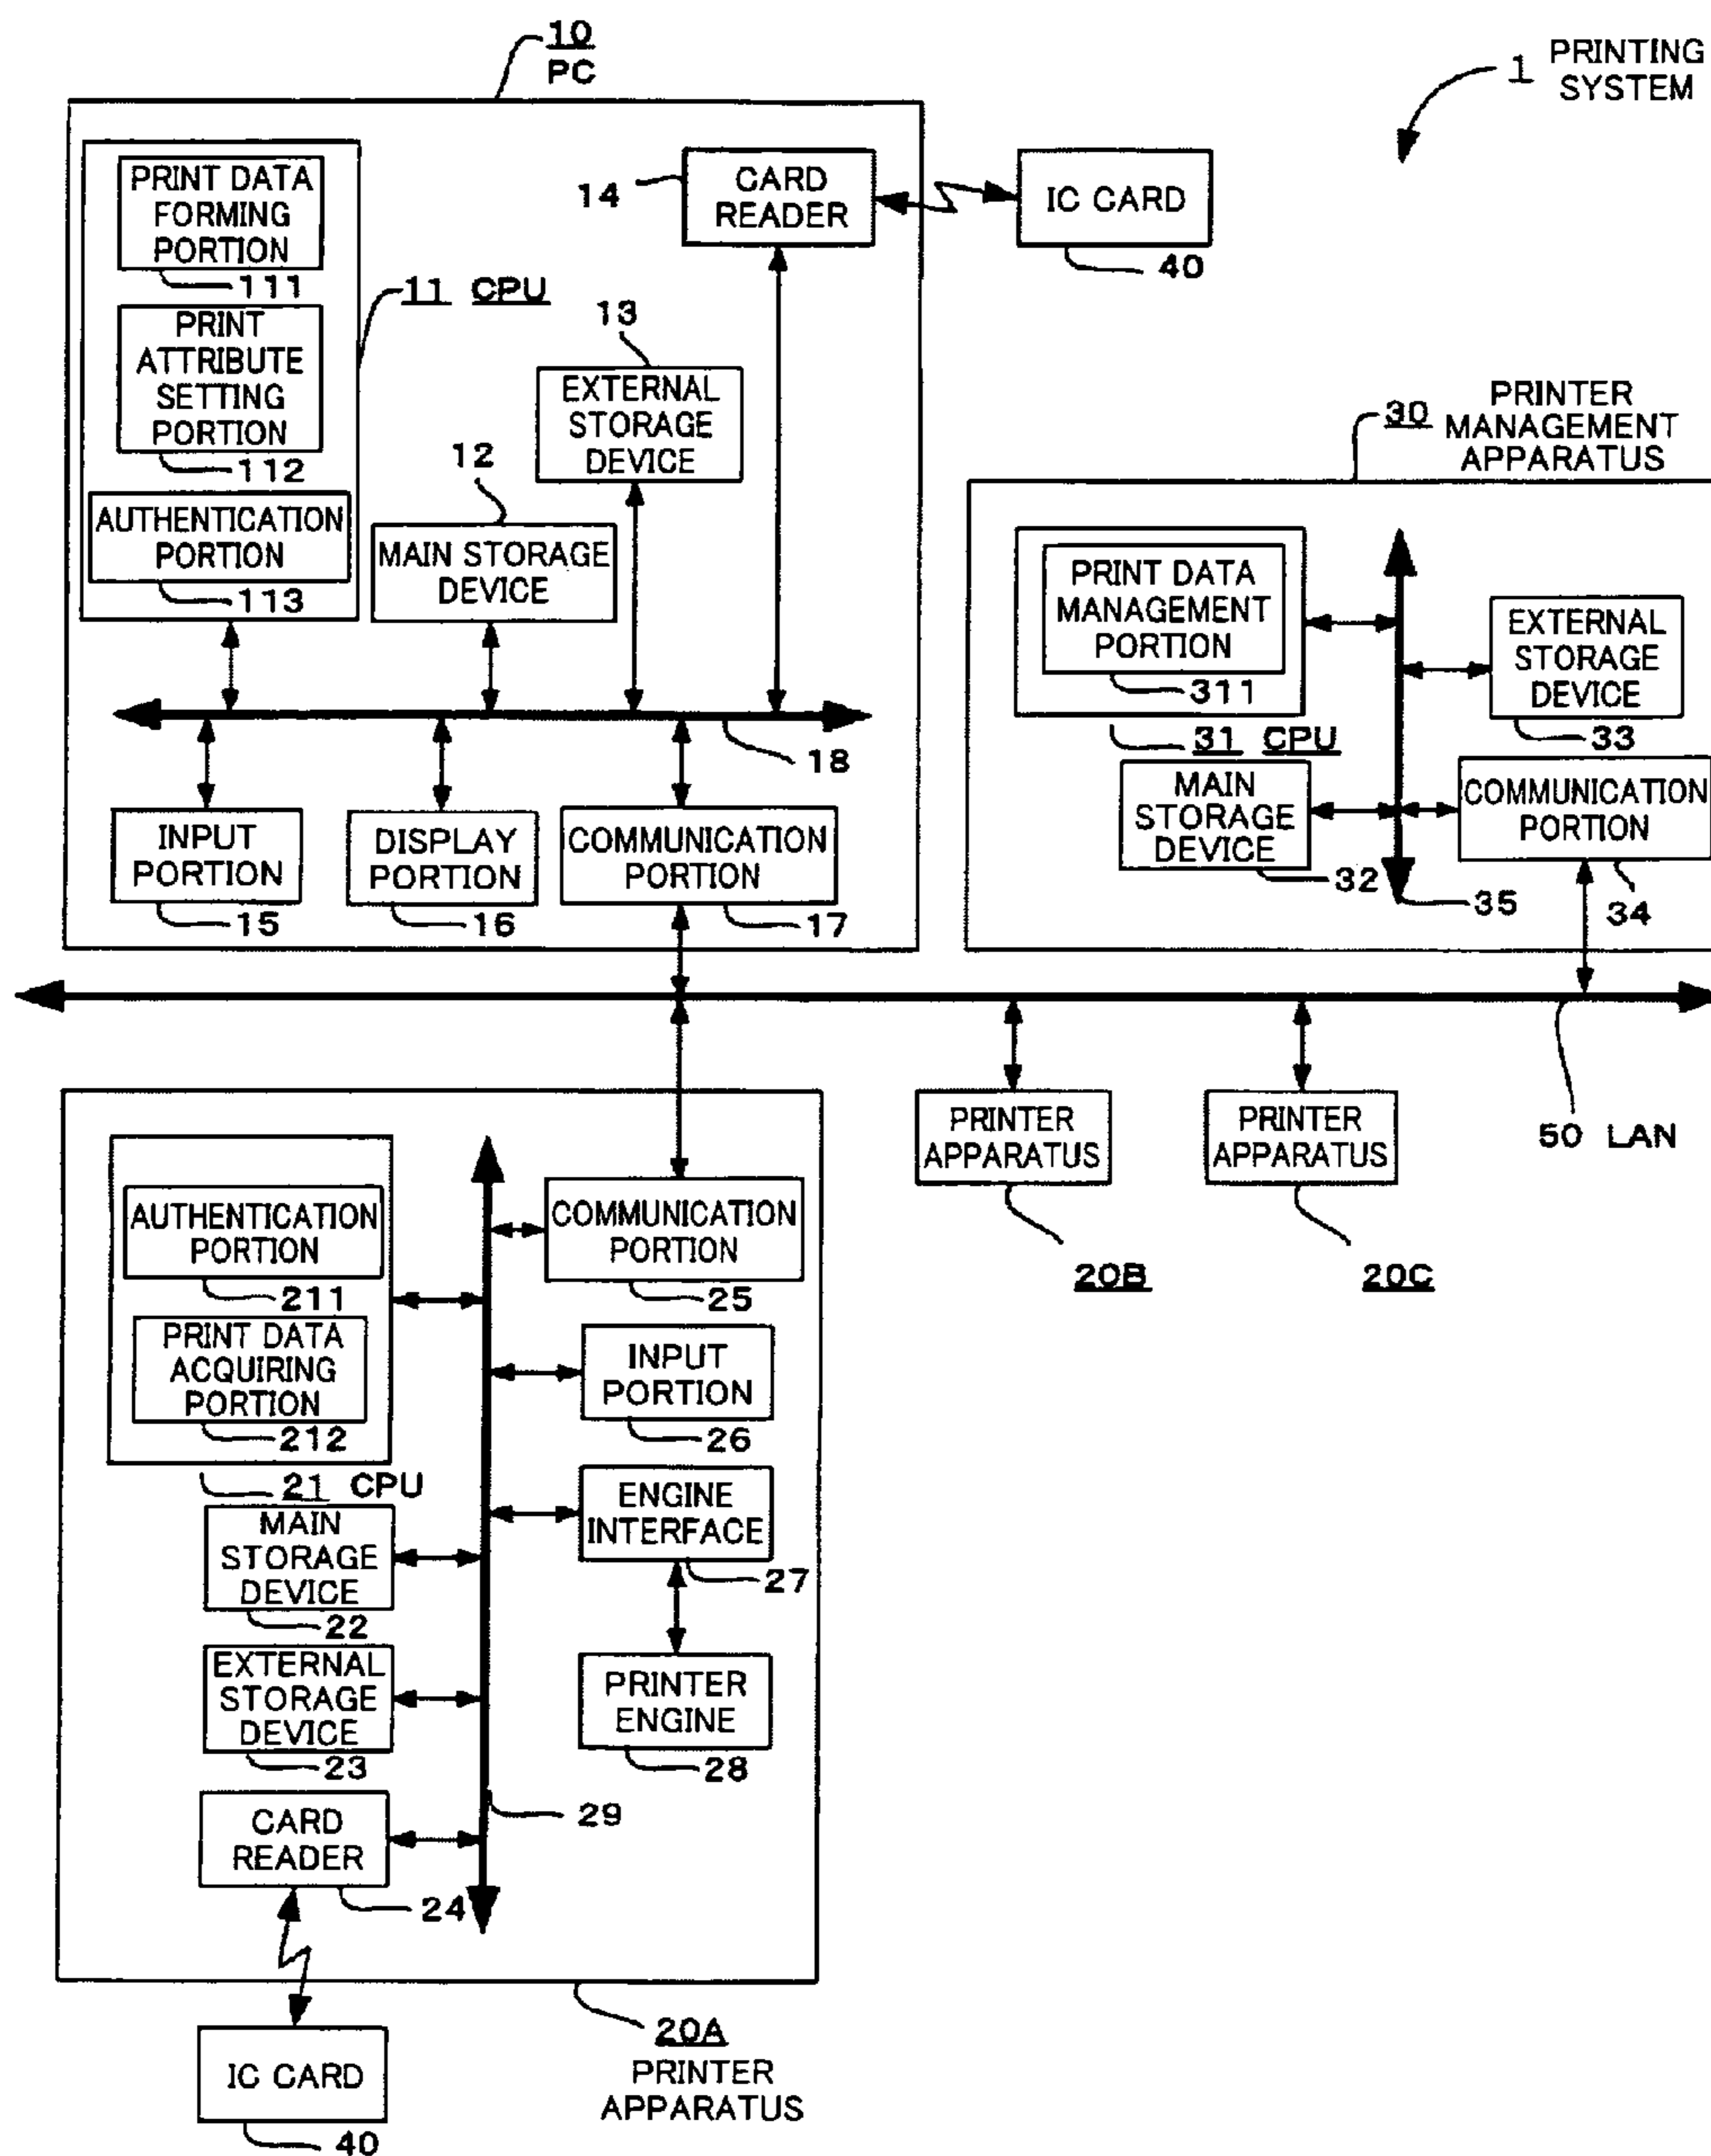 10
PC
1 PRINTING
SYSTEM
PRINT DATA
FORMING
PORTION
111
PRINT
ATTRIBUTE
SETTING
PORTION
112
AUTHENTICATION
PORTION
113
11 CPU
14
CARD
READER
IC CARD
40
13
EXTERNAL
STORAGE
DEVICE
12
MAIN STORAGE
DEVICE
18
INPUT
PORTION
15
DISPLAY
PORTION
16
COMMUNICATION
PORTION
17
30
PRINTER
MANAGEMENT
APPARATUS
PRINT DATA
MANAGEMENT
PORTION
311
31 CPU
EXTERNAL
STORAGE
DEVICE
33
MAIN
STORAGE
DEVICE
32
COMMUNICATION
PORTION
34
35
50 LAN
PRINTER
APPARATUS
20B
PRINTER
APPARATUS
20C
AUTHENTICATION
PORTION
211
PRINT DATA
ACQUIRING
PORTION
212
21 CPU
MAIN
STORAGE
DEVICE
22
EXTERNAL
STORAGE
DEVICE
23
CARD
READER
24
COMMUNICATION
PORTION
25
INPUT
PORTION
26
ENGINE
INTERFACE
27
PRINTER
ENGINE
28
29
IC CARD
40
20A
PRINTER
APPARATUS